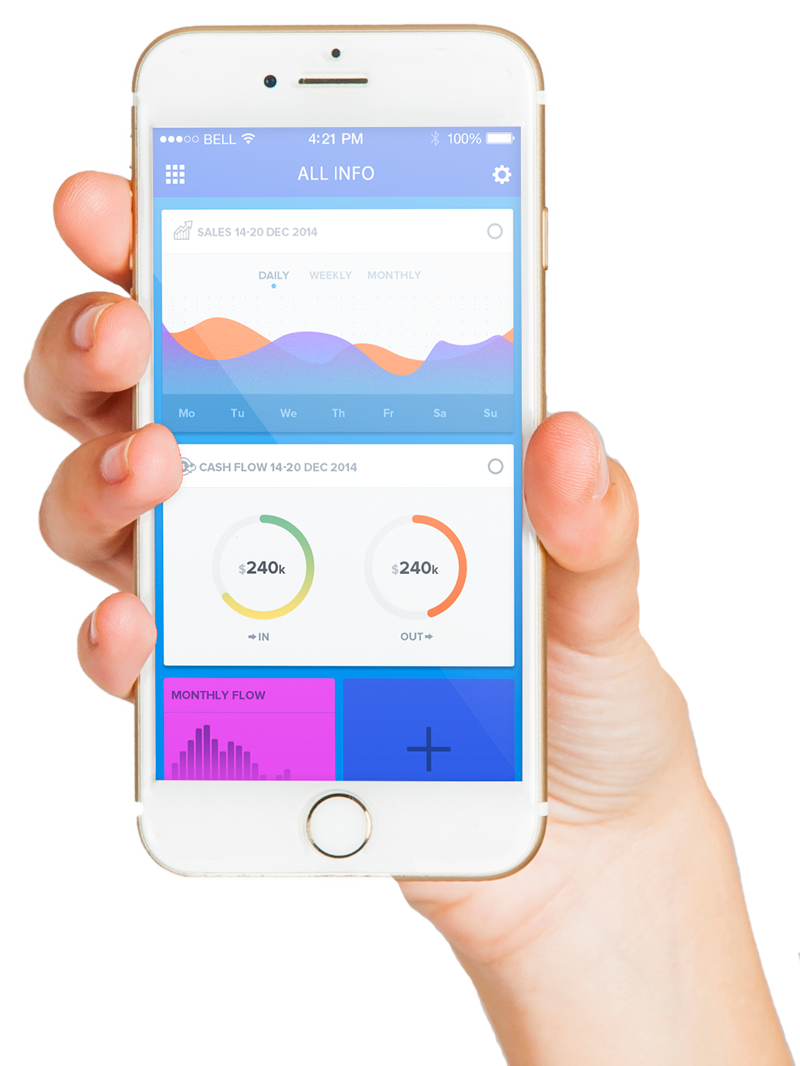 BELL 4:21 PM 100%
ALL INFO
SALES 14-20 DEC 2014
DAILY WEEKLY MONTHLY
Mo Tu We Th Fr Sa Su
CASH FLOW 14-20 DEC 2014
$240k $240k
IN OUT
MONTHLY FLOW